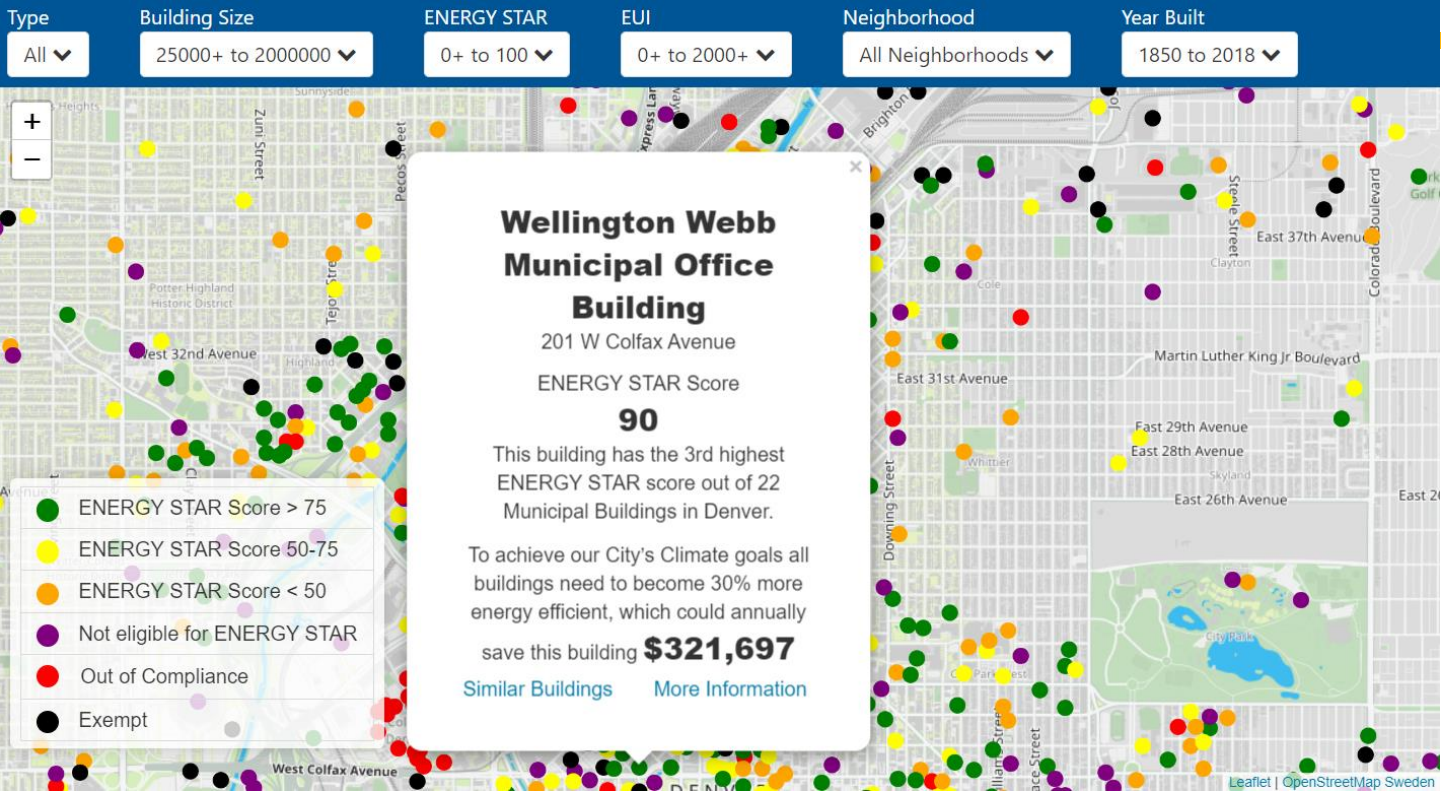 Type
Building Size
ENERGY STAR
EUI
Neighborhood
Year Built
All
25000+ to 2000000
0+ to 100
0+ to 2000+
All Neighborhoods
1850 to 2018
+
−
Sunnyside
Heights
Zuni Street
Pecos Street
Brighton
Steele Street
Colorado Boulevard
East 37th Avenue
Clayton
Cole
Potter Highland
Historic District
West 32nd Avenue
Highland
Martin Luther King Jr Boulevard
East 31st Avenue
East 29th Avenue
East 28th Avenue
Whittier
Skyland
East 26th Avenue
Downing Street
City Park
×
Wellington Webb
Municipal Office
Building
201 W Colfax Avenue
ENERGY STAR Score
90
This building has the 3rd highest
ENERGY STAR score out of 22
Municipal Buildings in Denver.
To achieve our City’s Climate goals all
buildings need to become 30% more
energy efficient, which could annually
save this building $321,697
Similar Buildings More Information
ENERGY STAR Score > 75
ENERGY STAR Score 50-75
ENERGY STAR Score < 50
Not eligible for ENERGY STAR
Out of Compliance
Exempt
West Colfax Avenue
Leaflet | OpenStreetMap Sweden